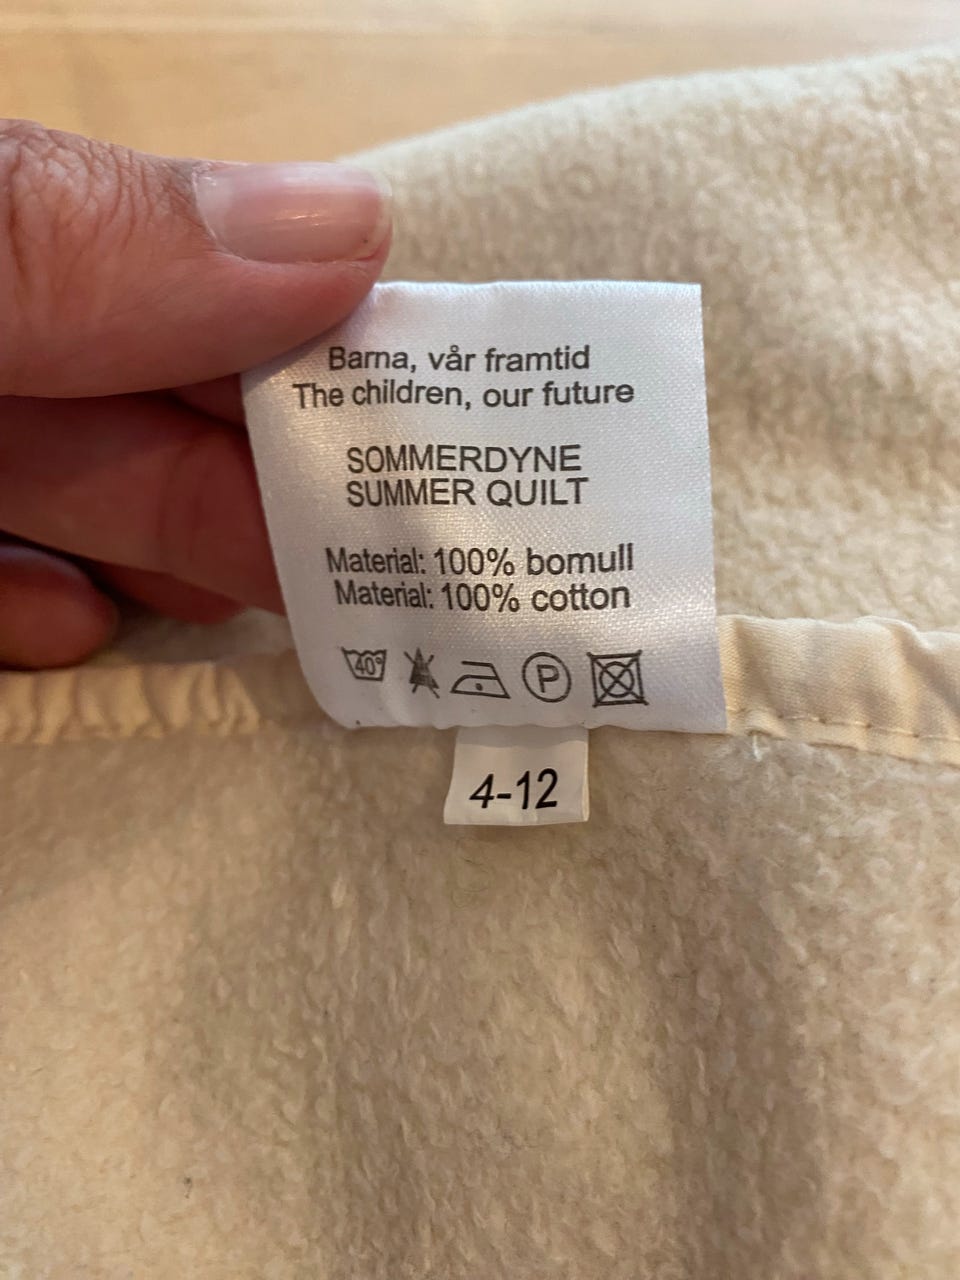 Barna, vår framtid
The children, our future
SOMMERDYNE
SUMMER QUILT
Material: 100% bomull
Material: 100% cotton
40° P
4-12